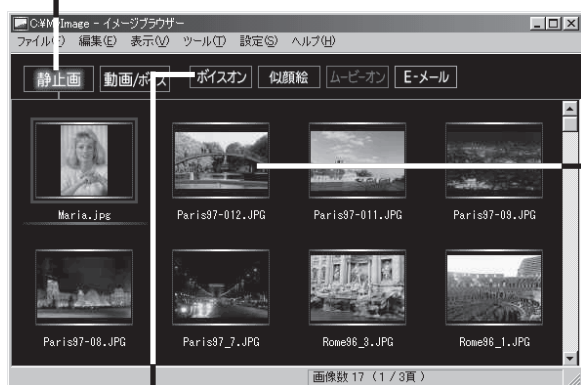 C:¥MyImage - イメージブラウザー
ファイル(F) 編集(E) 表示(V) ツール(T) 設定(S) ヘルプ(H)
静止画 動画/ボイス ボイスオン 似顔絵 ムービーオン E-メール
Maria.jpg Paris97-012.JPG Paris97-011.JPG Paris97-09.JPG
Paris97-08.JPG Paris97_7.JPG Rome96_3.JPG Rome96_1.JPG
画像数 17 (1/3頁)